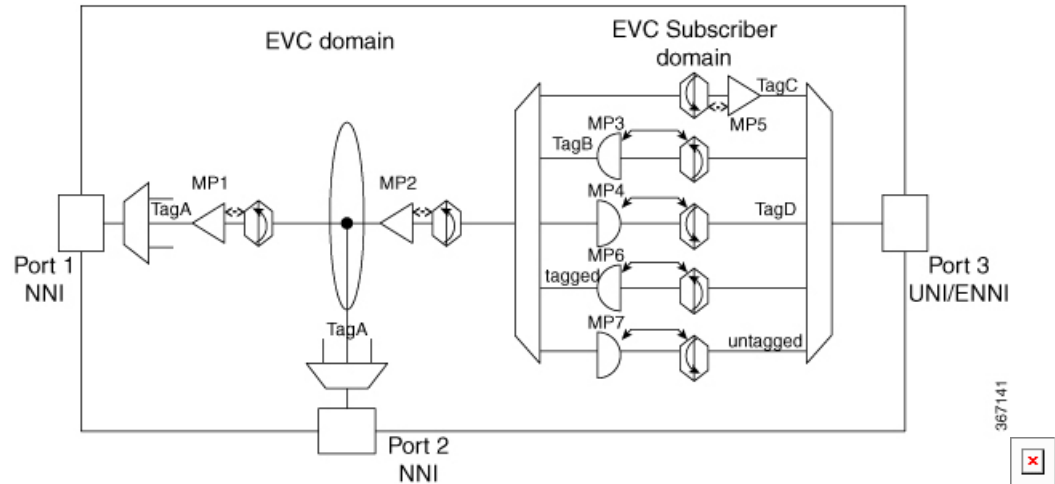 EVC domain
EVC Subscriber
domain
TagC
MP5
MP3
TagB
MP1
MP2
MP4
TagA
TagD
Port 1
NNI
MP6
tagged
Port 3
UNI/ENNI
TagA
MP7
untagged
Port 2
NNI
367141